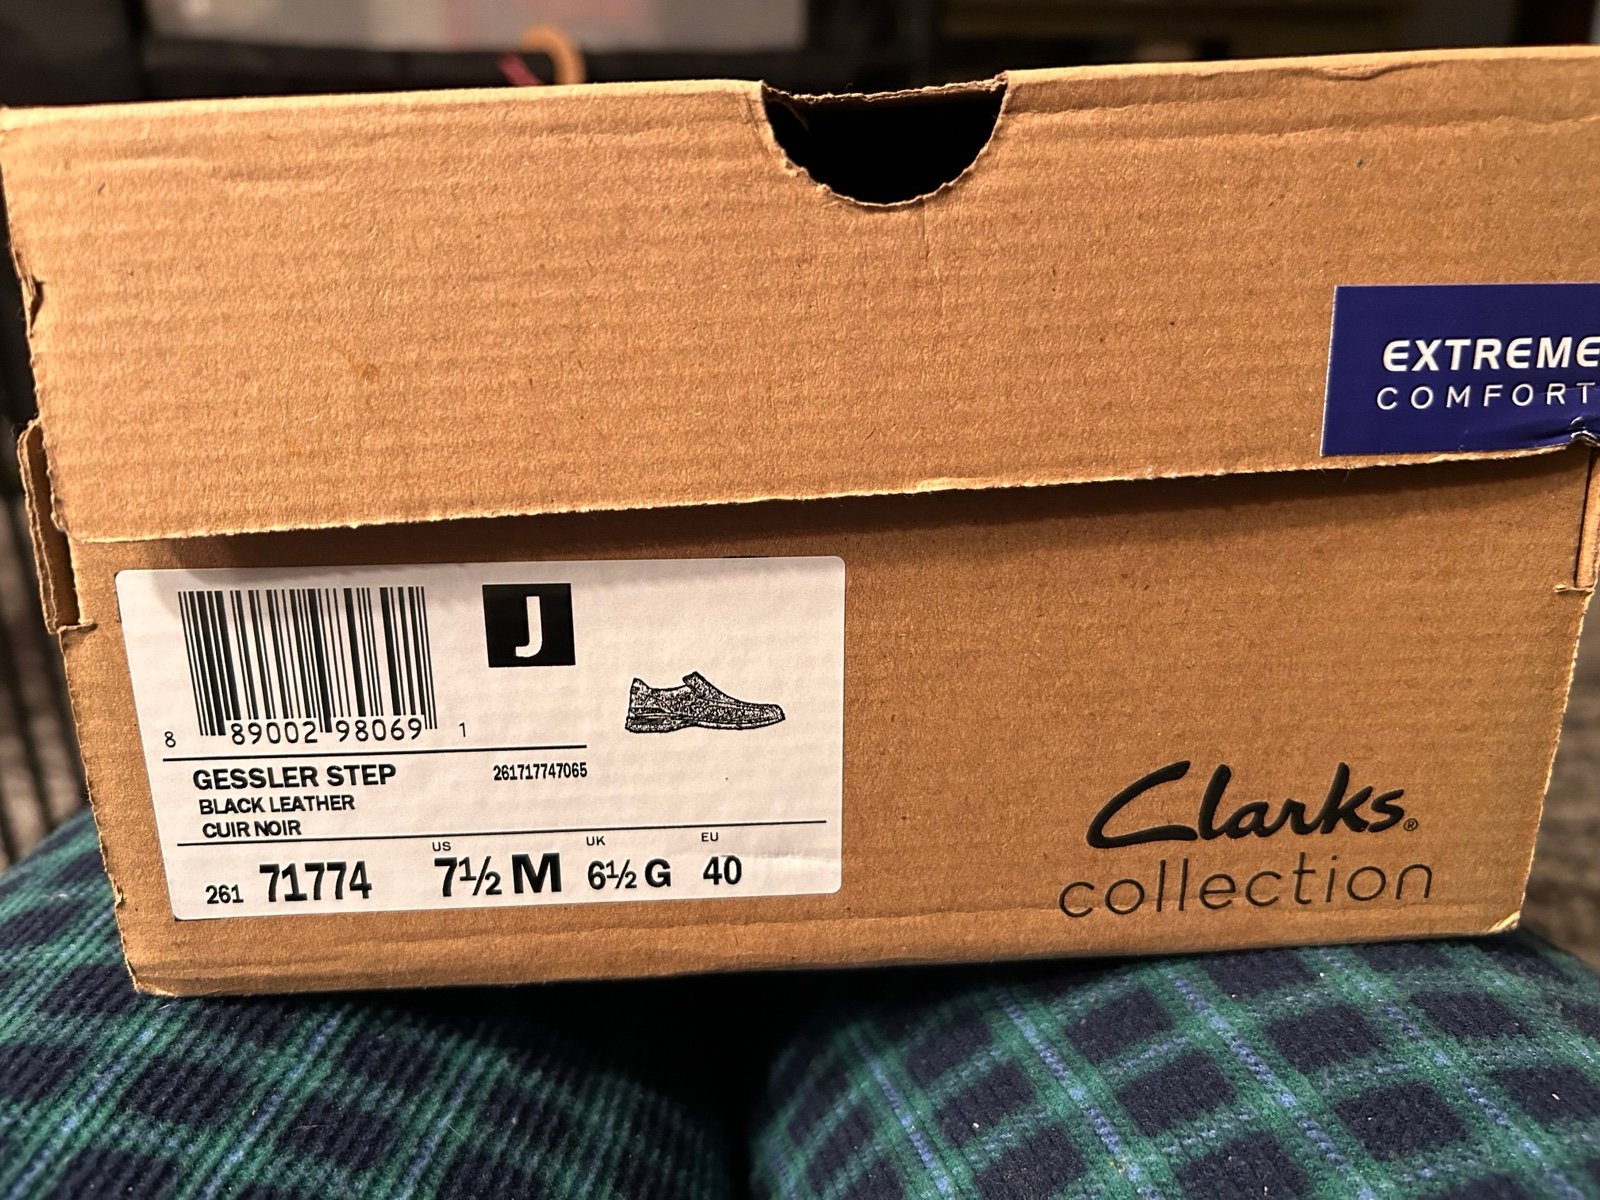 EXTREME
COMFORT
J
8 89002 98069 1
GESSLER STEP 261717747065
BLACK LEATHER
CUIR NOIR
US UK EU
261 71774 7½ M 6½ G 40
Clarks®
collection